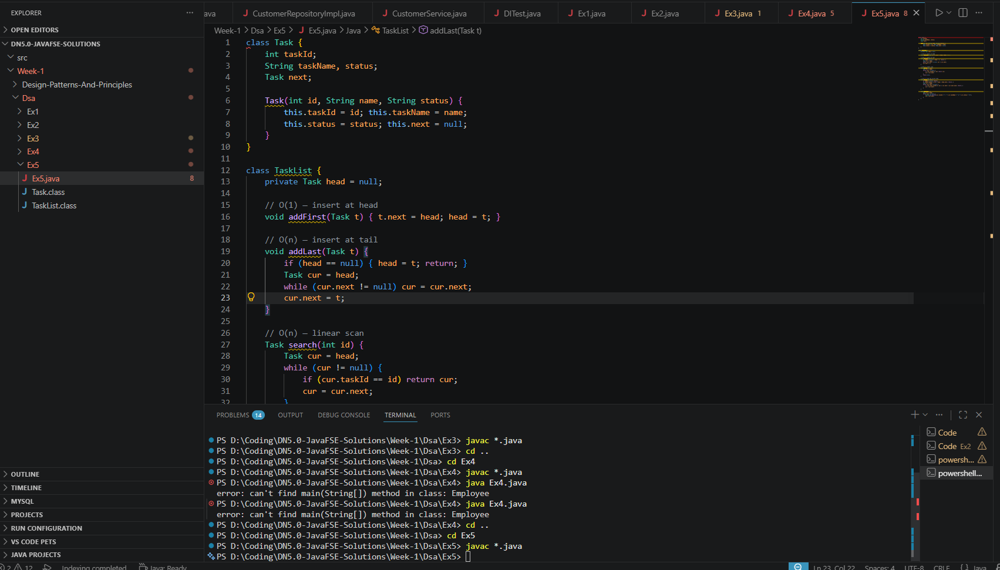 EXPLORER
OPEN EDITORS
DN5.0-JAVAFSE-SOLUTIONS
src
Week-1
Design-Patterns-And-Principles
Dsa
Ex1
Ex2
Ex3
Ex4
Ex5
Ex5.java 8
Task.class
TaskList.class
OUTLINE
TIMELINE
MYSQL
PROJECTS
RUN CONFIGURATION
VS CODE PETS
JAVA PROJECTS
ava CustomerRepositoryImpl.java CustomerService.java DITest.java Ex1.java Ex2.java Ex3.java 1 Ex4.java 5 Ex5.java 8
Week-1 > Dsa > Ex5 > Ex5.java > Java > TaskList > addLast(Task t)
1 class Task {
2 int taskId;
3 String taskName, status;
4 Task next;
5
6 Task(int id, String name, String status) {
7 this.taskId = id; this.taskName = name;
8 this.status = status; this.next = null;
9 }
10 }
11
12 class TaskList {
13 private Task head = null;
14
15 // O(1) — insert at head
16 void addFirst(Task t) { t.next = head; head = t; }
17
18 // O(n) — insert at tail
19 void addLast(Task t) {
20 if (head == null) { head = t; return; }
21 Task cur = head;
22 while (cur.next != null) cur = cur.next;
23 cur.next = t;
24 }
25
26 // O(n) — linear scan
27 Task search(int id) {
28 Task cur = head;
29 while (cur != null) {
30 if (cur.taskId == id) return cur;
31 cur = cur.next;
32 }
PROBLEMS 14 OUTPUT DEBUG CONSOLE TERMINAL PORTS
PS D:\Coding\DN5.0-JavaFSE-Solutions\Week-1\Dsa\Ex3> javac *.java
PS D:\Coding\DN5.0-JavaFSE-Solutions\Week-1\Dsa\Ex3> cd ..
PS D:\Coding\DN5.0-JavaFSE-Solutions\Week-1\Dsa> cd Ex4
PS D:\Coding\DN5.0-JavaFSE-Solutions\Week-1\Dsa\Ex4> javac *.java
PS D:\Coding\DN5.0-JavaFSE-Solutions\Week-1\Dsa\Ex4> java Ex4.java
error: can't find main(String[]) method in class: Employee
PS D:\Coding\DN5.0-JavaFSE-Solutions\Week-1\Dsa\Ex4> java Ex4.java
error: can't find main(String[]) method in class: Employee
PS D:\Coding\DN5.0-JavaFSE-Solutions\Week-1\Dsa\Ex4> cd ..
PS D:\Coding\DN5.0-JavaFSE-Solutions\Week-1\Dsa> cd Ex5
PS D:\Coding\DN5.0-JavaFSE-Solutions\Week-1\Dsa\Ex5> javac *.java
PS D:\Coding\DN5.0-JavaFSE-Solutions\Week-1\Dsa\Ex5>
Code
Code Ex2
powersh...
powershell...
2 12 Indexing completed Java: Ready Ln 23, Col 22 Spaces: 4 UTF-8 CRLF { } Java